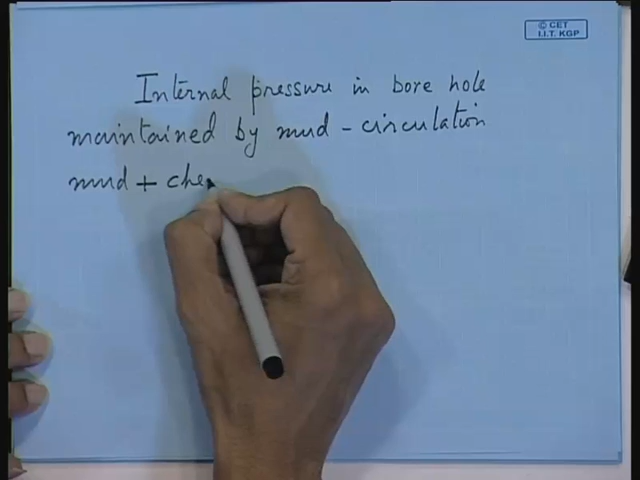 © CET
I.I.T. KGP
Internal pressure in bore hole
maintained by mud - circulation
mud + che